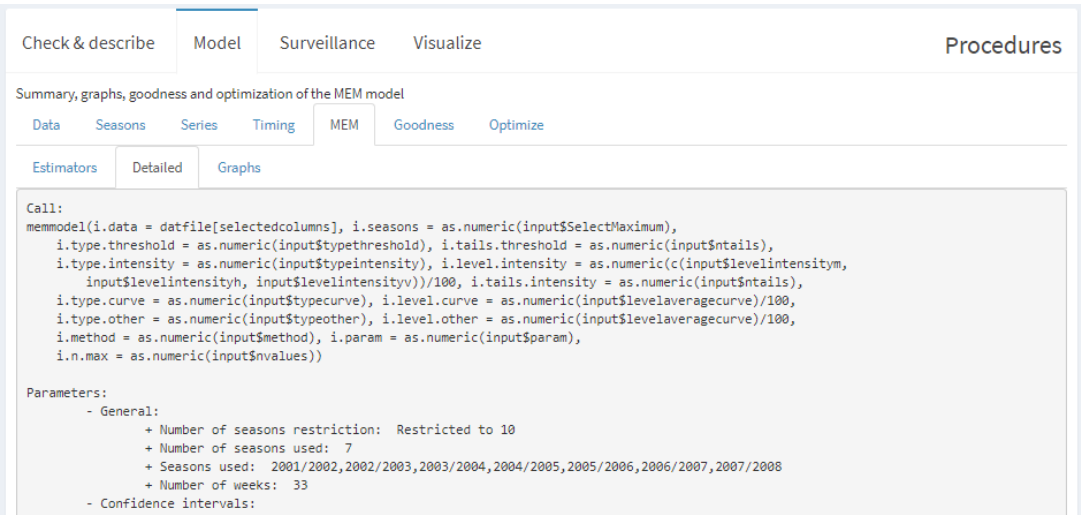 Check & describe Model Surveillance Visualize Procedures
Summary, graphs, goodness and optimization of the MEM model
Data Seasons Series Timing MEM Goodness Optimize
Estimators Detailed Graphs
Call:
memmodel(i.data = datfile[selectedcolumns], i.seasons = as.numeric(input$SelectMaximum),
i.type.threshold = as.numeric(input$typethreshold), i.tails.threshold = as.numeric(input$ntails),
i.type.intensity = as.numeric(input$typeintensity), i.level.intensity = as.numeric(c(input$levelintensitym,
input$levelintensityh, input$levelintensityv))/100, i.tails.intensity = as.numeric(input$ntails),
i.type.curve = as.numeric(input$typecurve), i.level.curve = as.numeric(input$levelaveragecurve)/100,
i.type.other = as.numeric(input$typeother), i.level.other = as.numeric(input$levelaveragecurve)/100,
i.method = as.numeric(input$method), i.param = as.numeric(input$param),
i.n.max = as.numeric(input$nvalues))
Parameters:
- General:
+ Number of seasons restriction: Restricted to 10
+ Number of seasons used: 7
+ Seasons used: 2001/2002,2002/2003,2003/2004,2004/2005,2005/2006,2006/2007,2007/2008
+ Number of weeks: 33
- Confidence intervals: